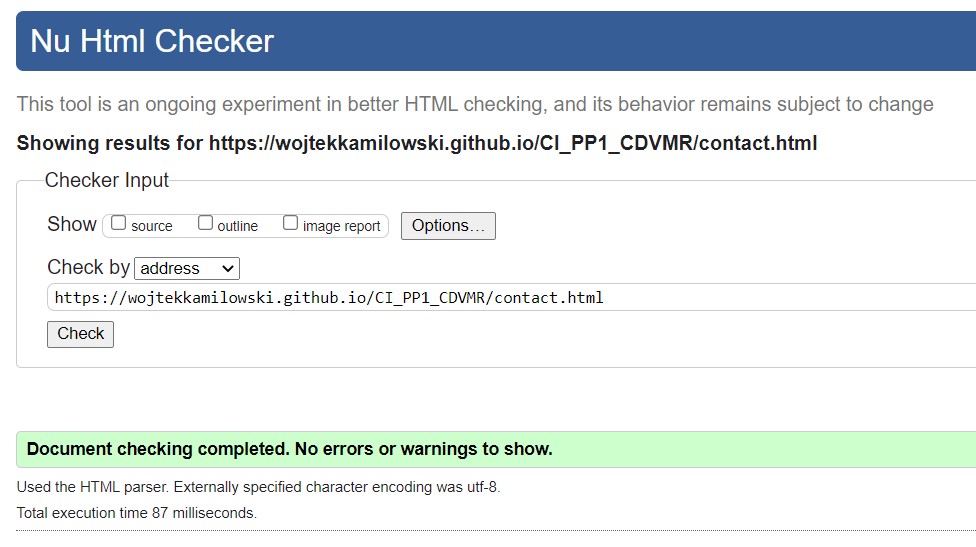 Nu Html Checker
This tool is an ongoing experiment in better HTML checking, and its behavior remains subject to change
Showing results for https://wojtekkamilowski.github.io/CI_PP1_CDVMR/contact.html
Checker Input
Show source outline image report Options...
Check by address
https://wojtekkamilowski.github.io/CI_PP1_CDVMR/contact.html
Check
Document checking completed. No errors or warnings to show.
Used the HTML parser. Externally specified character encoding was utf-8.
Total execution time 87 milliseconds.